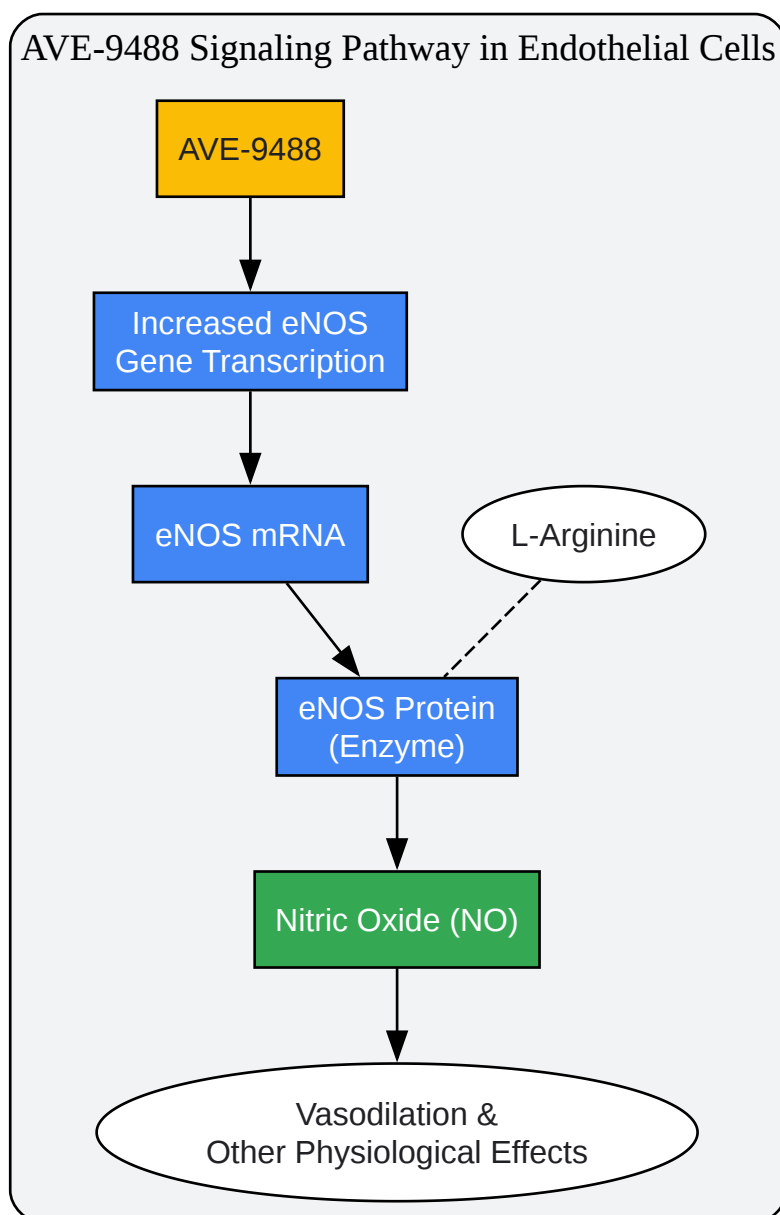 AVE-9488 Signaling Pathway in Endothelial Cells
AVE-9488
Increased eNOS
Gene Transcription
eNOS mRNA
L-Arginine
eNOS Protein
(Enzyme)
Nitric Oxide (NO)
Vasodilation &
Other Physiological Effects